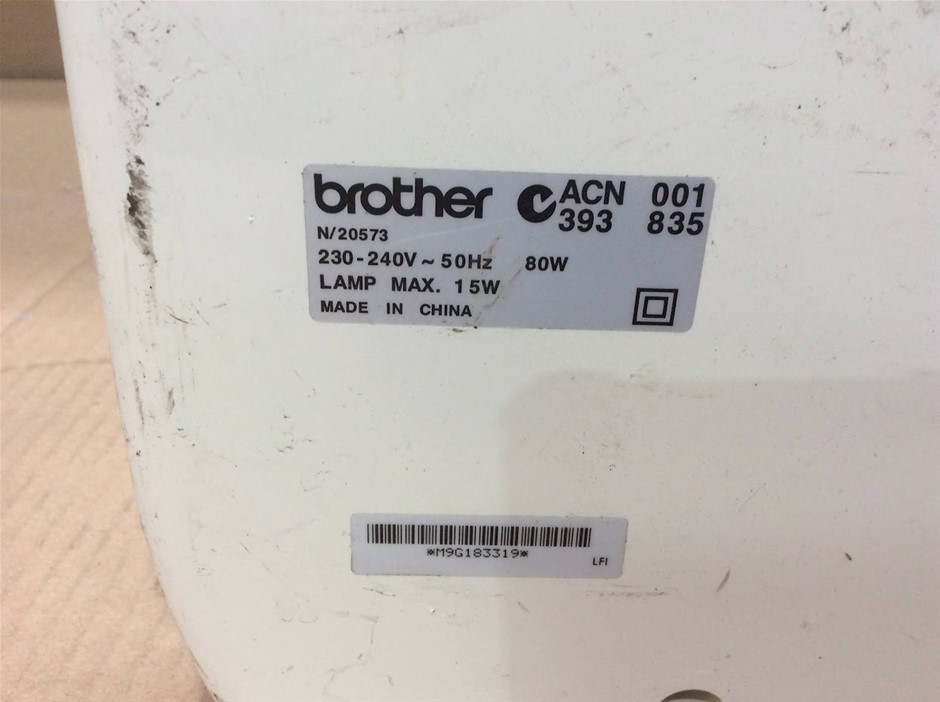 brother ACN 001
393 835
N/20573
230-240V ~ 50Hz 80W
LAMP MAX. 15W
MADE IN CHINA
*M9G183319*
LFI